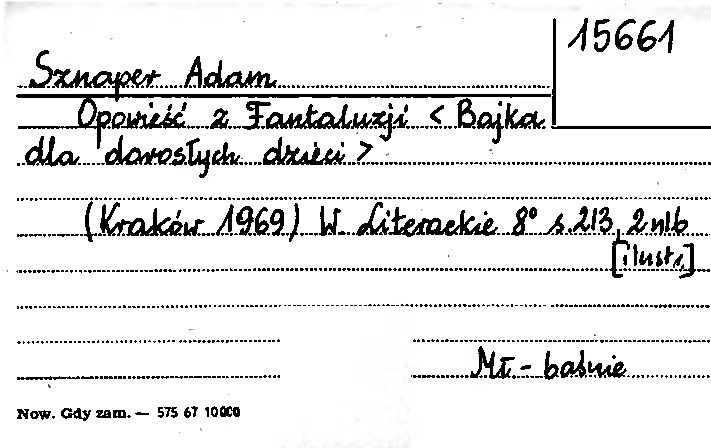 15661
Sznaper Adam
Opowieść z Fantaluzji < Bajka
dla dorosłych dzieci >
(Kraków 1969) W. Literackie 8° s. 213, 2 nlb
[ilustr.]
Mł - baśnie
Now. Gdy zam. — 575 67 10000